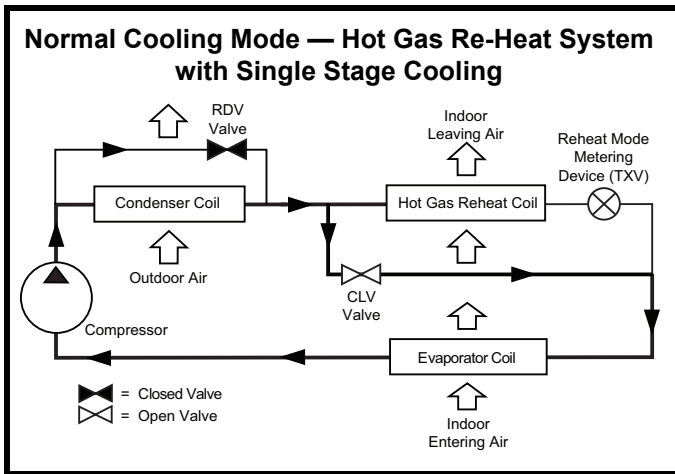 Normal Cooling Mode — Hot Gas Re-Heat System
with Single Stage Cooling
RDV
Valve
Indoor
Leaving Air
Reheat Mode
Metering
Device (TXV)
Condenser Coil
Hot Gas Reheat Coil
Outdoor Air
CLV
Valve
Compressor
Evaporator Coil
= Closed Valve
= Open Valve
Indoor
Entering Air